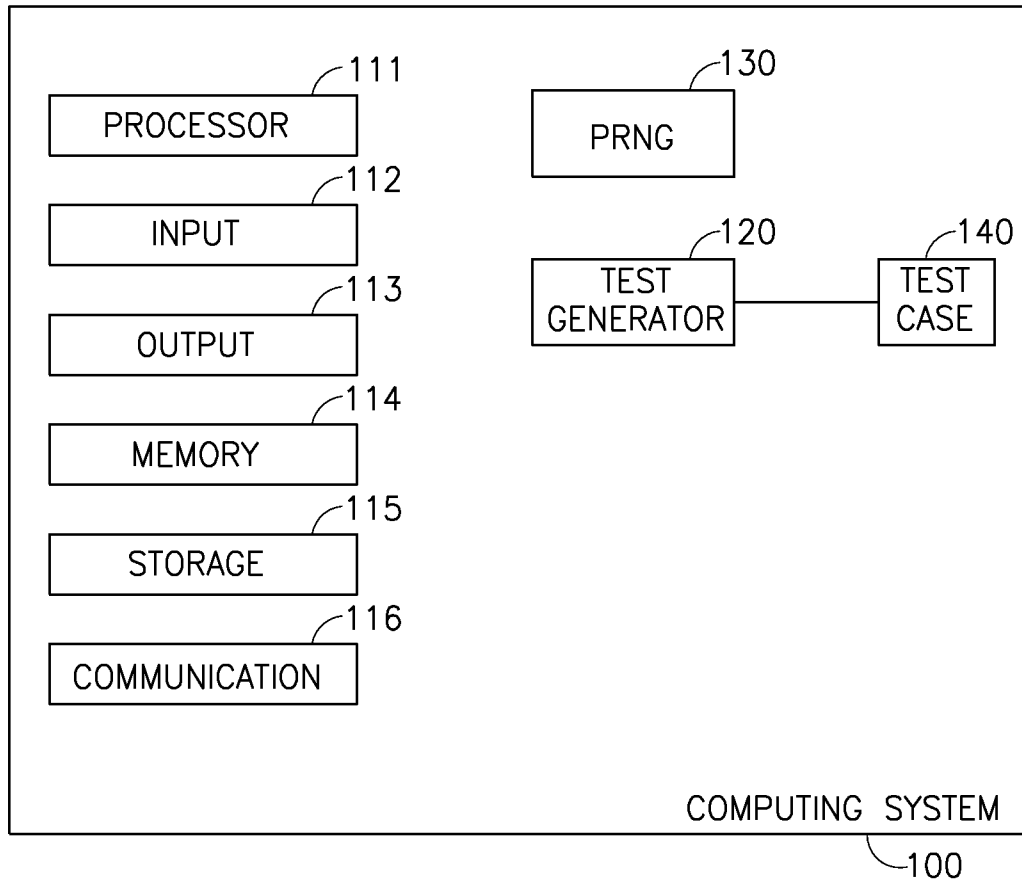 111
PROCESSOR
112
INPUT
113
OUTPUT
114
MEMORY
115
STORAGE
116
COMMUNICATION
130
PRNG
120
TEST
GENERATOR
140
TEST
CASE
COMPUTING SYSTEM
100